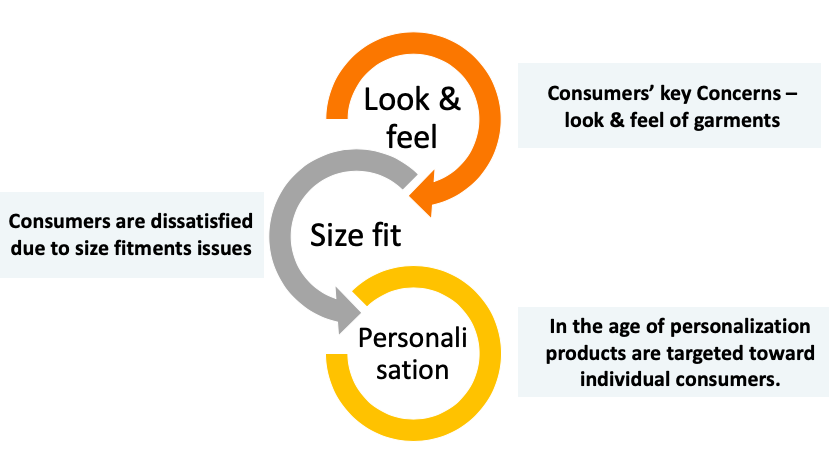 Look &
feel
Consumers’ key Concerns –
look & feel of garments
Size fit
Consumers are dissatisfied
due to size fitments issues
Personali
sation
In the age of personalization
products are targeted toward
individual consumers.